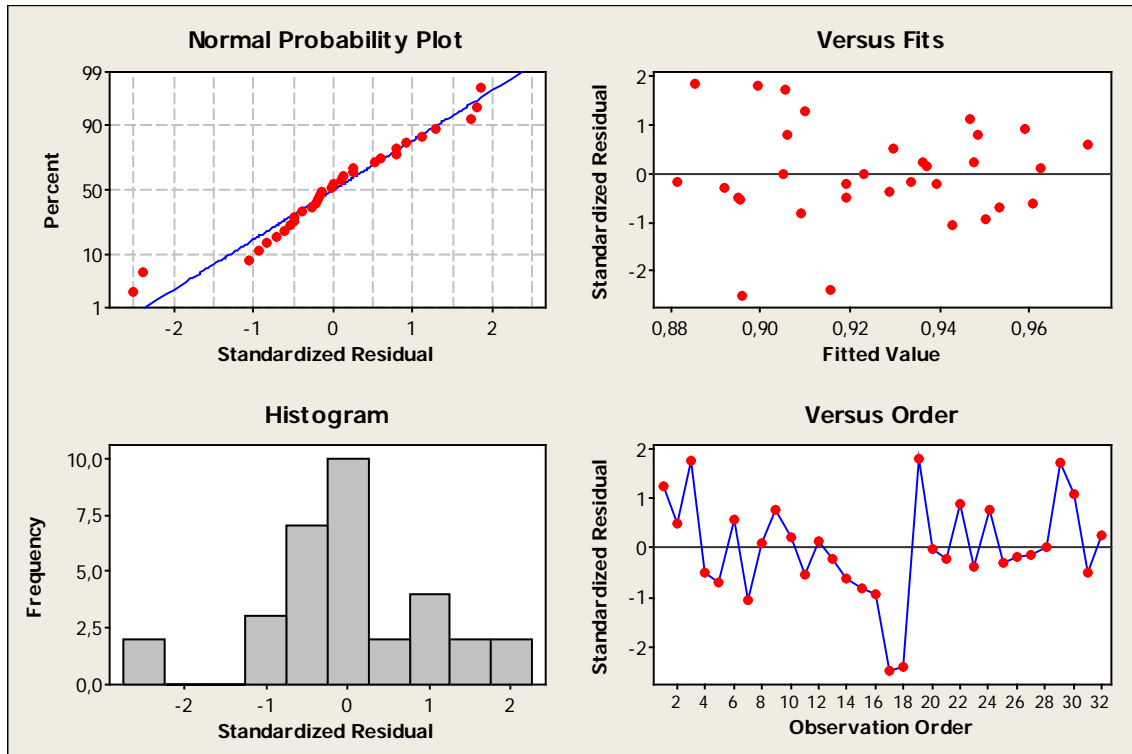 Normal Probability Plot
99
90
50
10
1
Percent
-2 -1 0 1 2
Standardized Residual
Versus Fits
2
1
0
-1
-2
Standardized Residual
0,88 0,90 0,92 0,94 0,96
Fitted Value
Histogram
10,0
7,5
5,0
2,5
0,0
Frequency
-2 -1 0 1 2
Standardized Residual
Versus Order
2
1
0
-1
-2
Standardized Residual
2 4 6 8 10 12 14 16 18 20 22 24 26 28 30 32
Observation Order